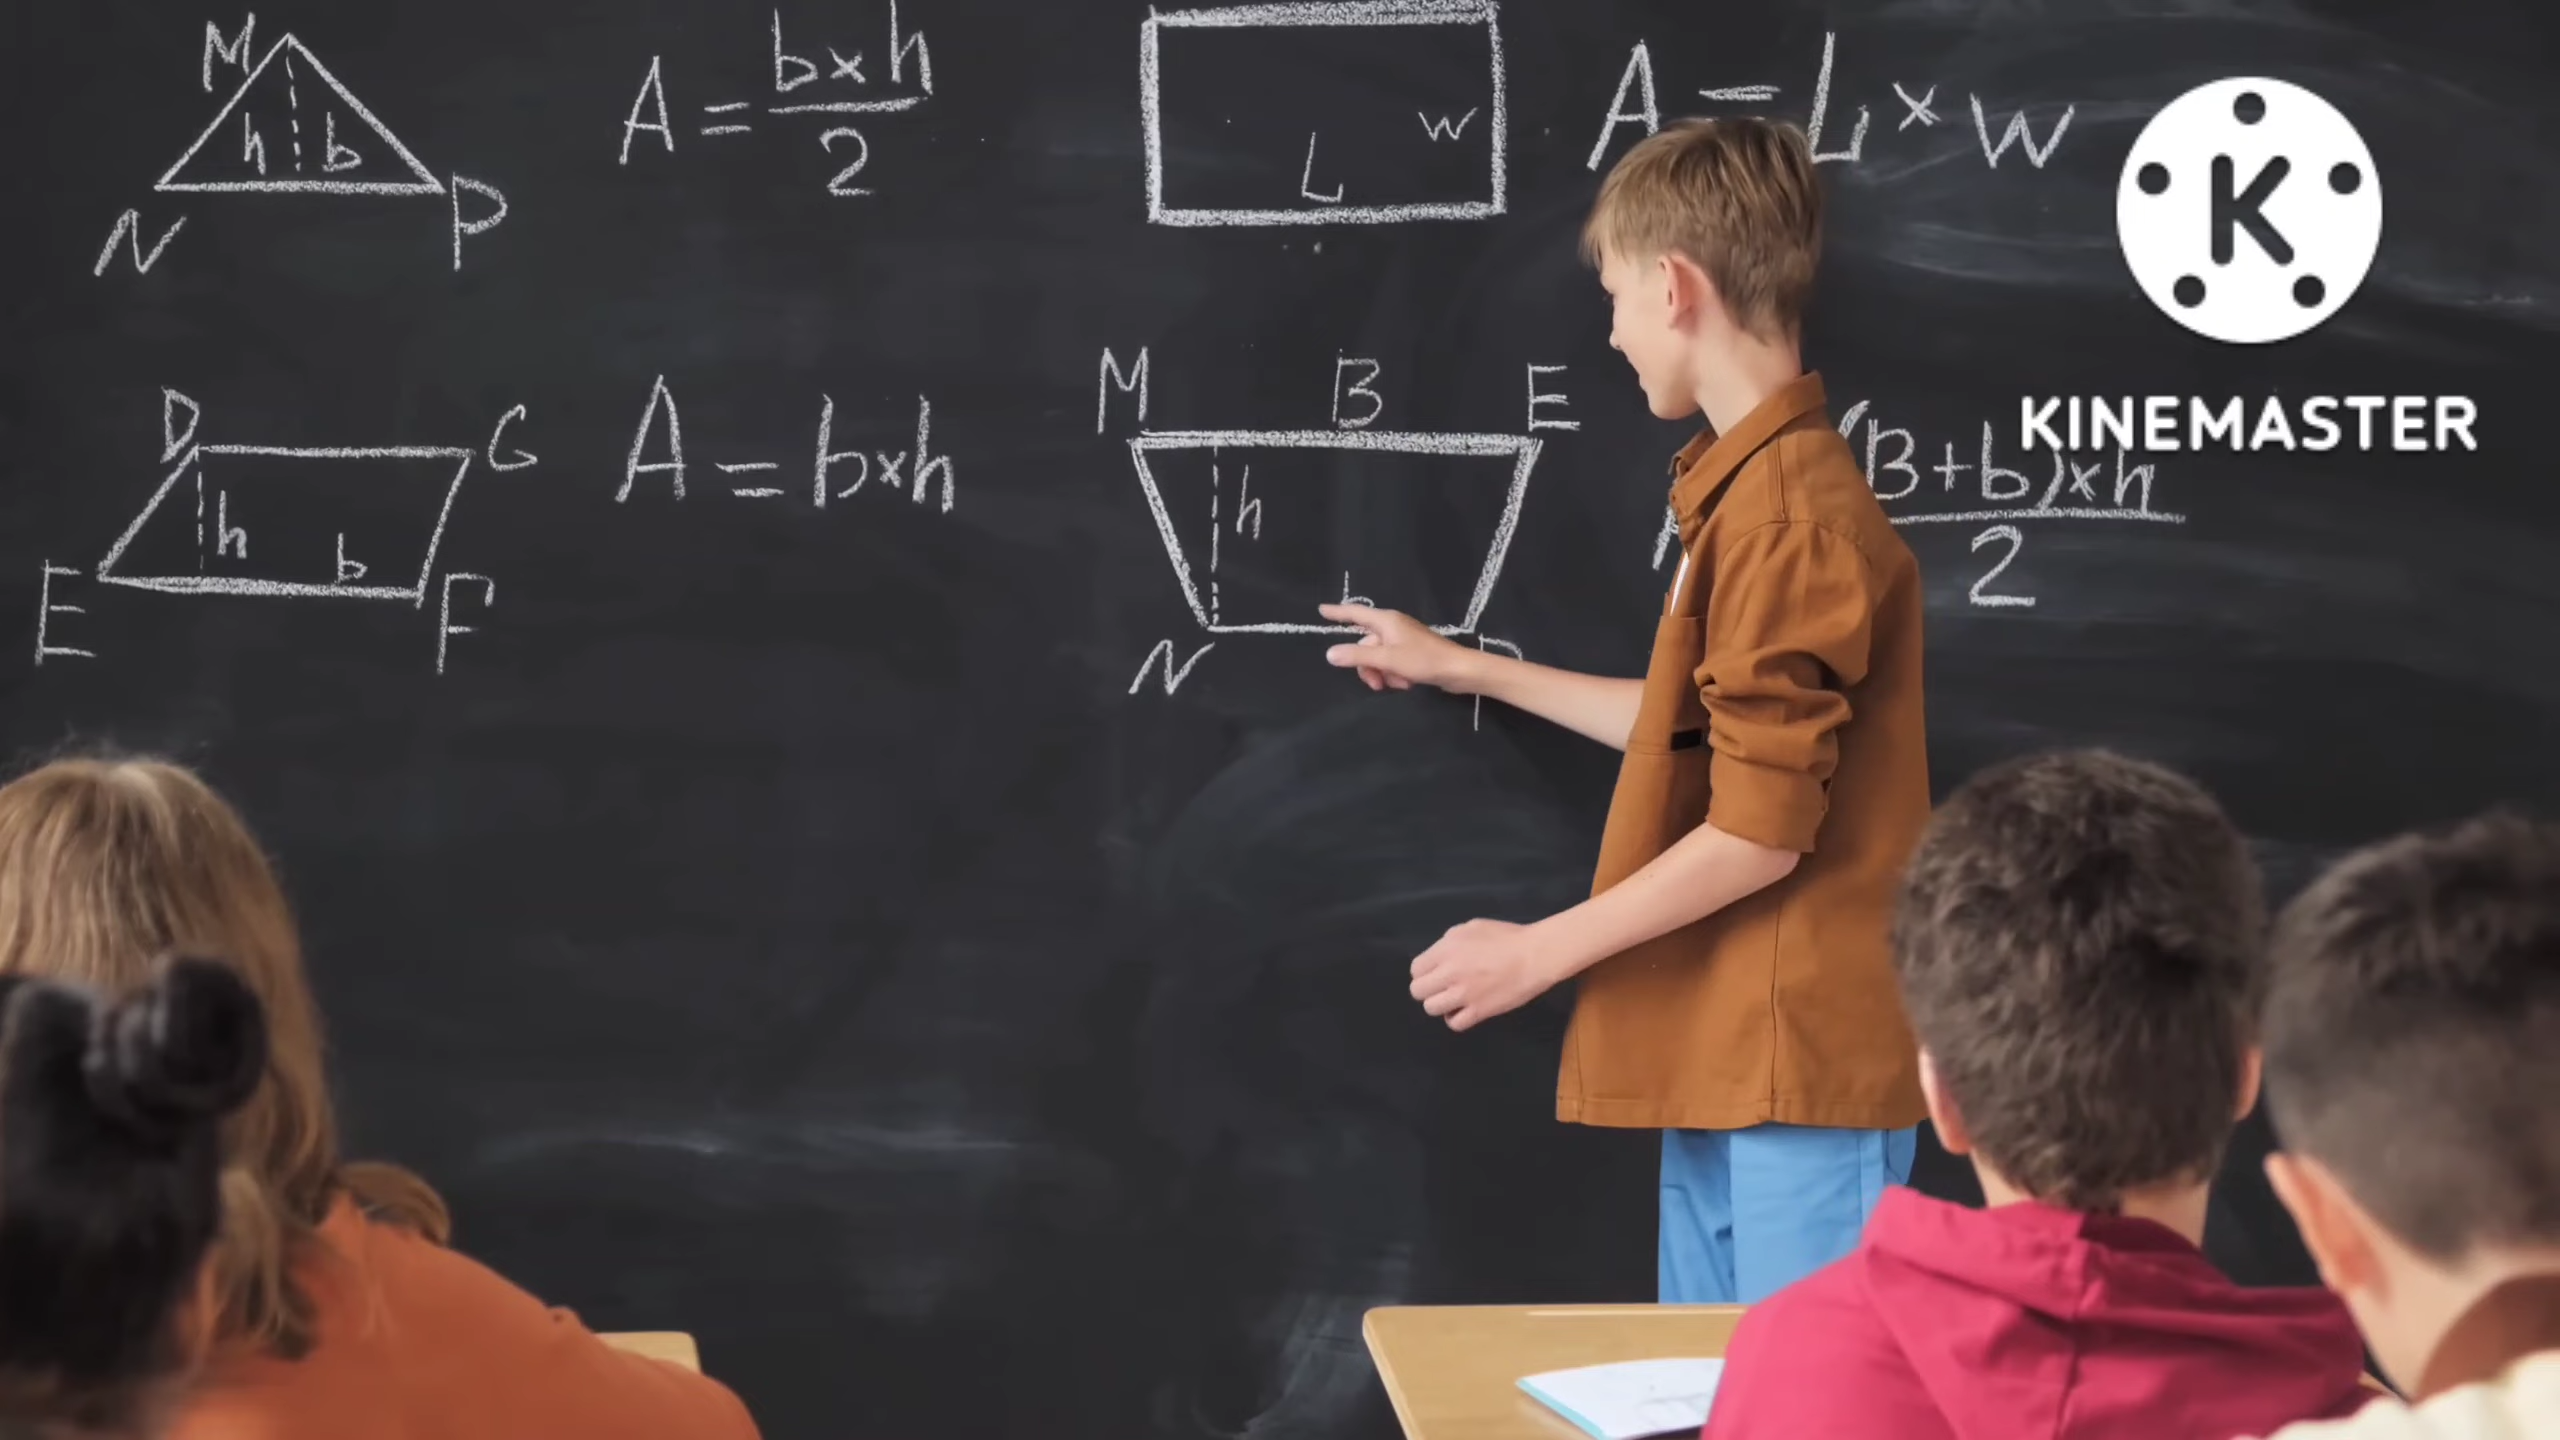 M
h b
N P
A = b×h / 2
L W
A = L × W
K
KINEMASTER
D G
h b
E F
A = b×h
M B E
h
b
N
(B+b)×h / 2